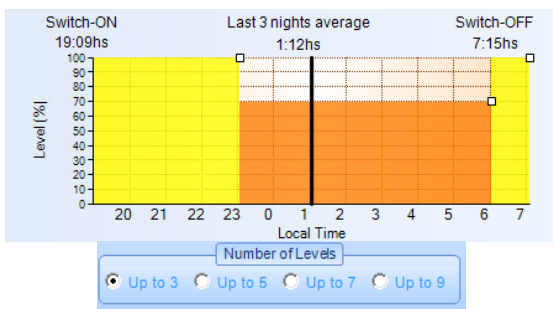 Switch-ON Last 3 nights average Switch-OFF
19:09hs 1:12hs 7:15hs
100
90
80
70
60
50
40
30
20
10
0
Level [%]
20 21 22 23 0 1 2 3 4 5 6 7
Local Time
Number of Levels
Up to 3 Up to 5 Up to 7 Up to 9